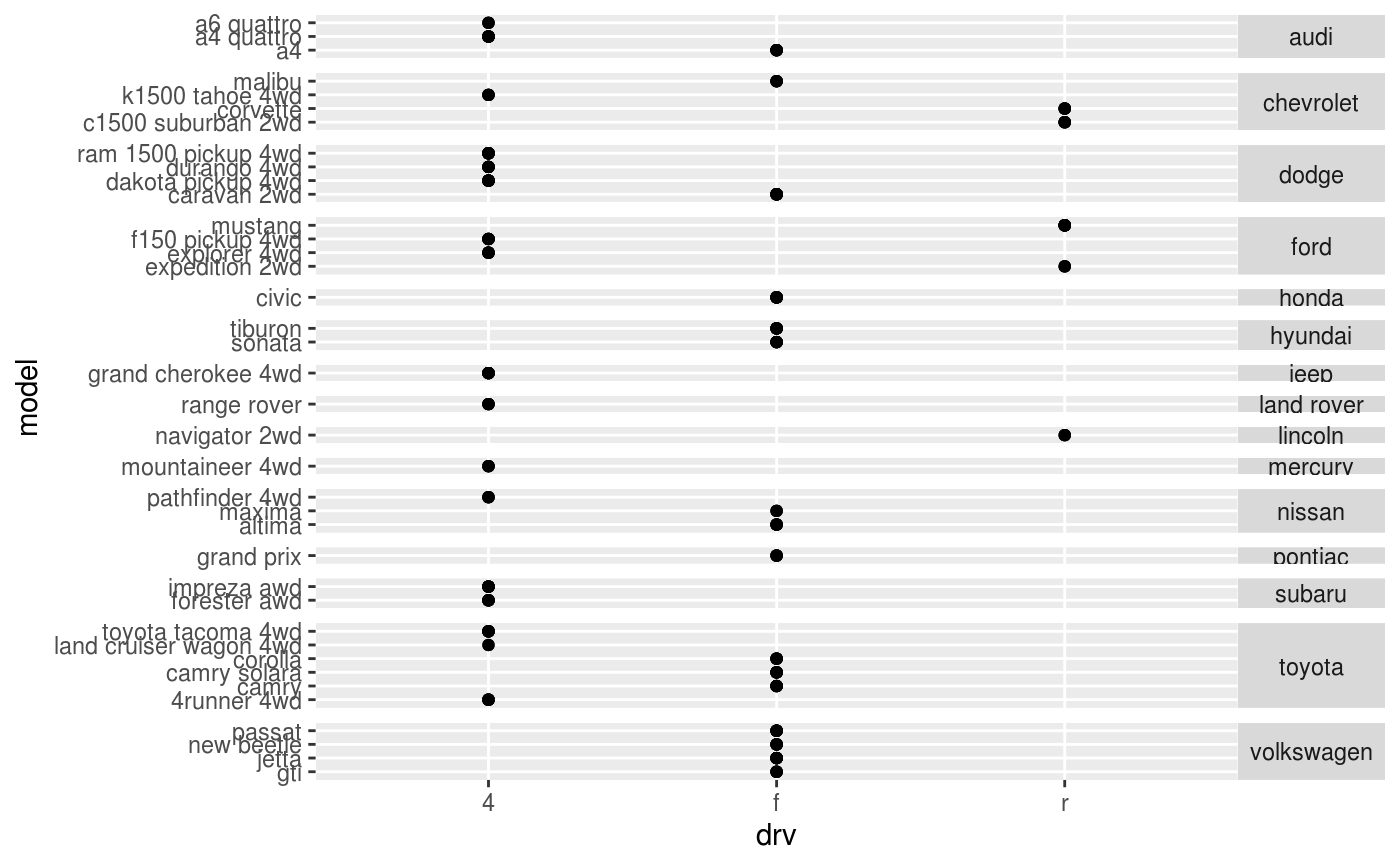 a6 quattro
a4 quattro
a4
audi
malibu
k1500 tahoe 4wd
corvette
c1500 suburban 2wd
chevrolet
ram 1500 pickup 4wd
durango 4wd
dakota pickup 4wd
caravan 2wd
dodge
mustang
f150 pickup 4wd
explorer 4wd
expedition 2wd
ford
civic
honda
tiburon
sonata
hyundai
grand cherokee 4wd
jeep
range rover
land rover
navigator 2wd
lincoln
mountaineer 4wd
mercury
pathfinder 4wd
maxima
altima
nissan
grand prix
pontiac
impreza awd
forester awd
subaru
toyota tacoma 4wd
land cruiser wagon 4wd
corolla
camry solara
camry
4runner 4wd
toyota
passat
new beetle
jetta
gti
volkswagen
model
4 f r
drv